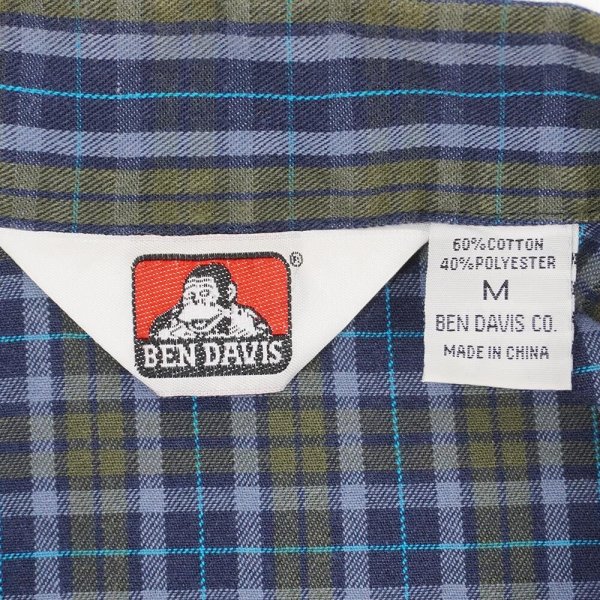 BEN DAVIS
®
60%COTTON
40%POLYESTER
M
BEN DAVIS CO.
MADE IN CHINA